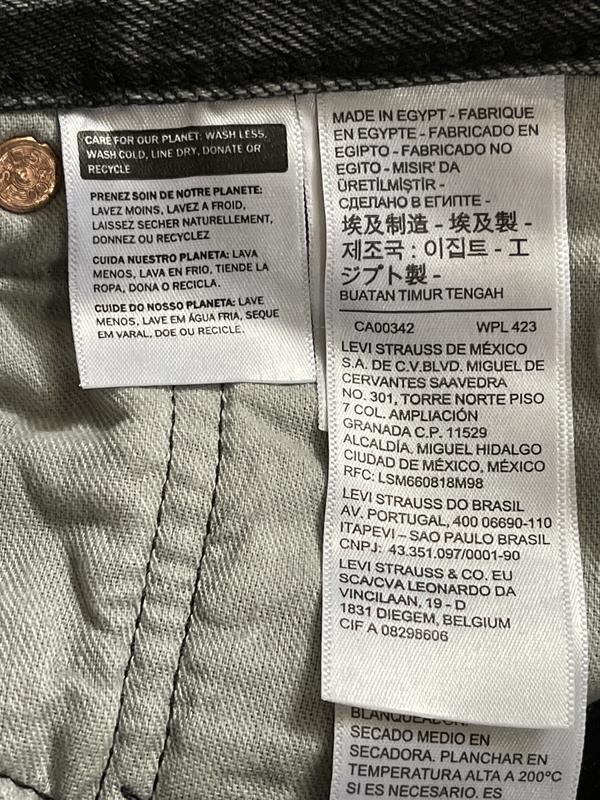 CARE FOR OUR PLANET: WASH LESS,
WASH COLD, LINE DRY, DONATE OR
RECYCLE
PRENEZ SOIN DE NOTRE PLANETE:
LAVEZ MOINS, LAVEZ A FROID,
LAISSEZ SECHER NATURELLEMENT,
DONNEZ OU RECYCLEZ
CUIDA NUESTRO PLANETA: LAVA
MENOS, LAVA EN FRIO, TIENDE LA
ROPA, DONA O RECICLA.
CUIDE DO NOSSO PLANETA: LAVE
MENOS, LAVE EM ÁGUA FRIA, SEQUE
EM VARAL, DOE OU RECICLE.
MADE IN EGYPT - FABRIQUE
EN EGYPTE - FABRICADO EN
EGIPTO - FABRICADO NO
EGITO - MISIR' DA
ÜRETİLMİŞTİR -
СДЕЛАНО В ЕГИПТЕ -
埃及制造 - 埃及製 -
제조국 : 이집트 - エ
ジプト製 -
BUATAN TIMUR TENGAH
CA00342 WPL 423
LEVI STRAUSS DE MÉXICO
S.A. DE C.V.BLVD. MIGUEL DE
CERVANTES SAAVEDRA
NO. 301, TORRE NORTE PISO
7 COL. AMPLIACIÓN
GRANADA C.P. 11529
ALCALDÍA. MIGUEL HIDALGO
CIUDAD DE MÉXICO, MÉXICO
RFC: LSM660818M98
LEVI STRAUSS DO BRASIL
AV. PORTUGAL, 400 06690-110
ITAPEVI – SAO PAULO BRASIL
CNPJ: 43.351.097/0001-90
LEVI STRAUSS & CO. EU
SCA/CVA LEONARDO DA
VINCILAAN, 19 - D
1831 DIEGEM, BELGIUM
CIF A 08298606
BLANQUEADOR.
SECADO MEDIO EN
SECADORA. PLANCHAR EN
TEMPERATURA ALTA A 200ºC
SI ES NECESARIO. ES